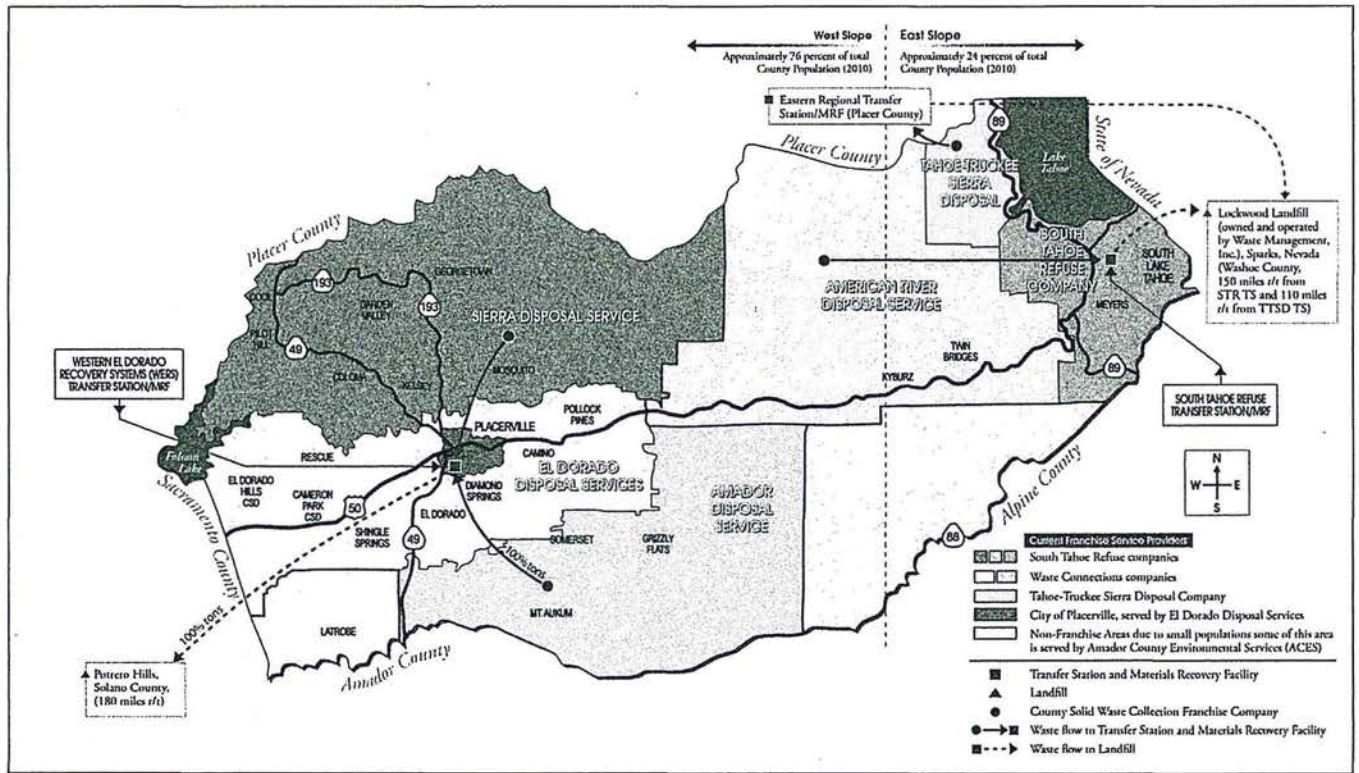 West Slope
East Slope
Approximately 76 percent of total
County Population (2010)
Approximately 24 percent of total
County Population (2010)
Eastern Regional Transfer
Station/MRF (Placer County)
89
Lake
Tahoe
State of Nevada
Placer County
TAHOE-TRUCKEE
SIERRA
DISPOSAL
Lockwood Landfill
(owned and operated
by Waste Management,
Inc.), Sparks, Nevada
(Washoe County,
150 miles r/t from
STR TS and 110 miles
r/t from TTSD TS)
SOUTH
TAHOE
REFUSE
COMPANY
SOUTH
LAKE
TAHOE
MEYERS
AMERICAN RIVER
DISPOSAL SERVICE
Placer County
193
GEORGETOWN
COOL
GARDEN
VALLEY
193
SIERRA DISPOSAL SERVICE
PILOT
HILL
49
TWIN
BRIDGES
WESTERN EL DORADO
RECOVERY SYSTEMS (WERS)
TRANSFER STATION/MRF
COLOMA
KELSEY
MOSQUITO
KYBURZ
89
SOUTH TAHOE REFUSE
TRANSFER STATION/MRF
POLLOCK
PINES
PLACERVILLE
Folsom
Lake
RESCUE
CAMINO
EL DORADO
DISPOSAL SERVICES
EL DORADO
HILLS
CSD
CAMERON
PARK
CSD
50
DIAMOND
SPRINGS
AMADOR
DISPOSAL
SERVICE
Sacramento County
SHINGLE
SPRINGS
EL DORADO
49
SOMERSET
GRIZZLY
FLATS
Alpine County
88
N
W E
S
100% tons
100% tons
MT AUKUM
LATROBE
Amador County
Potrero Hills,
Solano County,
(180 miles r/t)
Current Franchise Service Providers
South Tahoe Refuse companies
Waste Connections companies
Tahoe-Truckee Sierra Disposal Company
City of Placerville, served by El Dorado Disposal Services
Non-Franchise Areas due to small populations some of this area
is served by Amador County Environmental Services (ACES)
Transfer Station and Materials Recovery Facility
Landfill
County Solid Waste Collection Franchise Company
Waste flow to Transfer Station and Materials Recovery Facility
Waste flow to Landfill